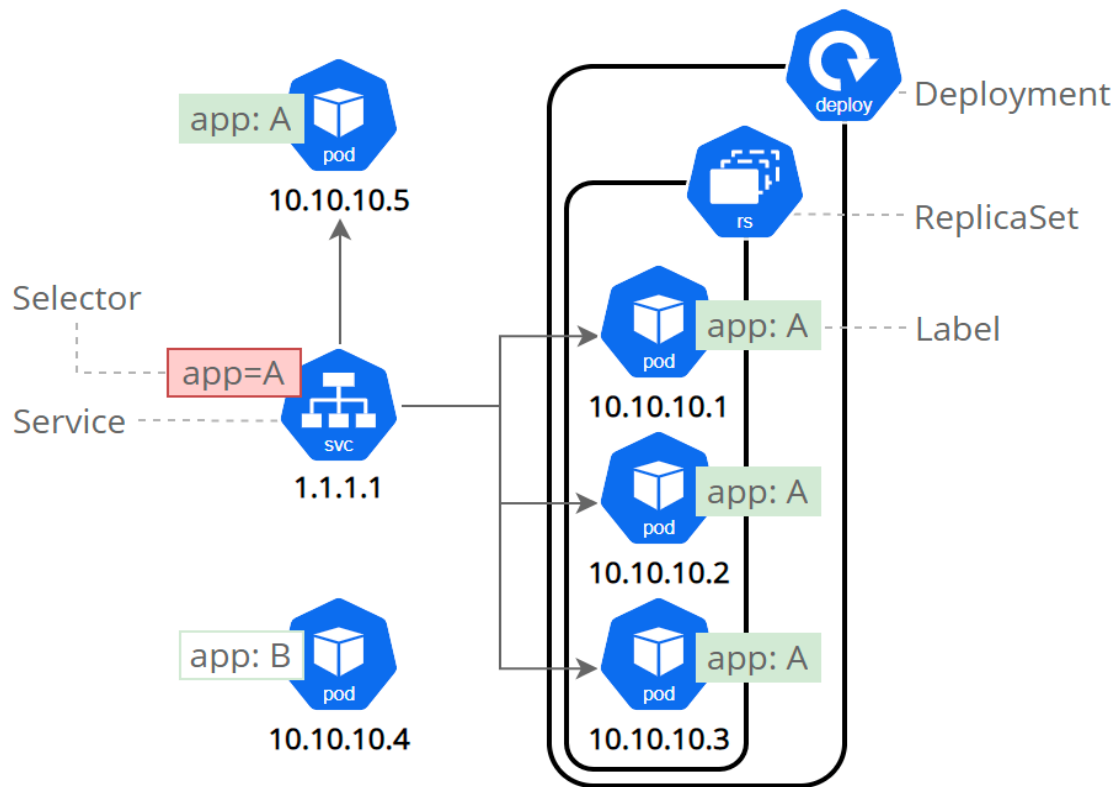 deploy
Deployment
app: A
pod
10.10.10.5
rs
ReplicaSet
Selector
app=A
Service
svc
1.1.1.1
pod
app: A
Label
10.10.10.1
pod
app: A
10.10.10.2
app: B
pod
10.10.10.4
pod
app: A
10.10.10.3